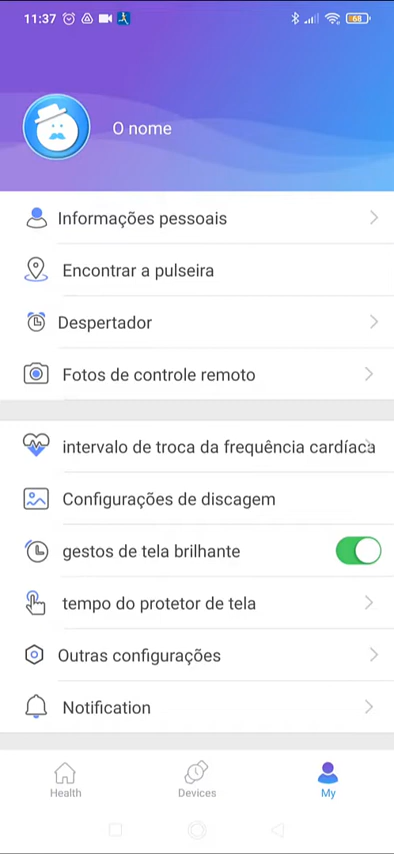 11:37
68
O nome
Informações pessoais
Encontrar a pulseira
Despertador
Fotos de controle remoto
intervalo de troca da frequência cardíaca
Configurações de discagem
gestos de tela brilhante
tempo do protetor de tela
Outras configurações
Notification
Health
Devices
My